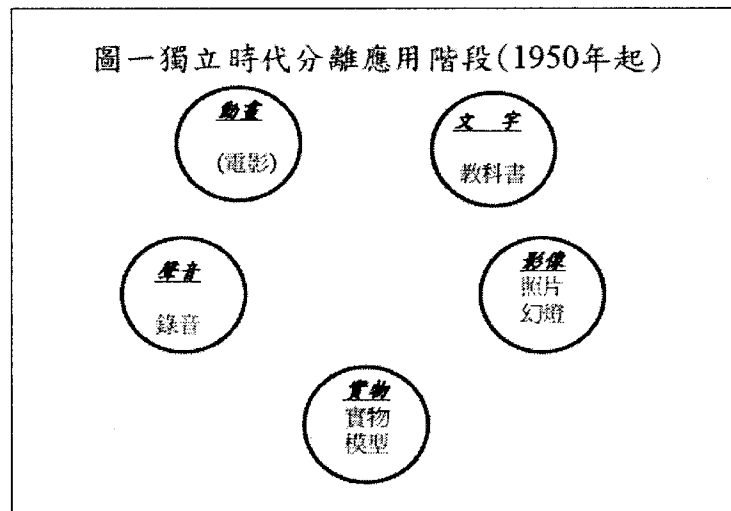 圖一獨立時代分離應用階段(1950年起)
動畫
(電影)
文 字
教科書
聲音
錄音
影像
照片
幻燈
實物
實物
模型